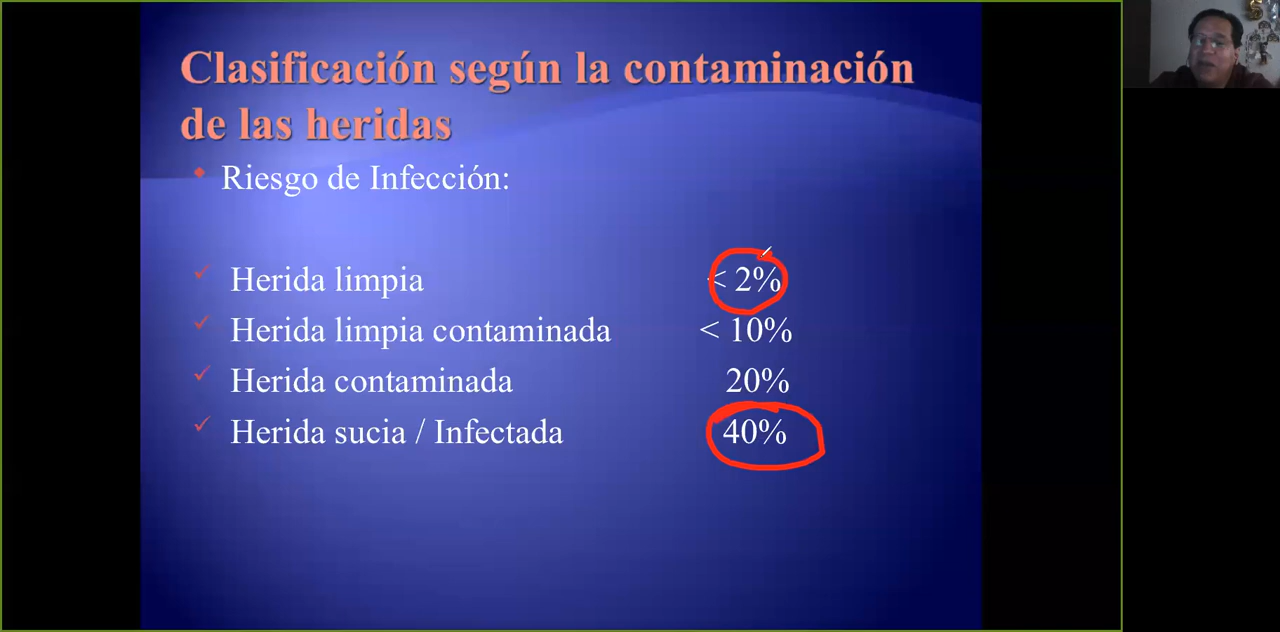 Clasificación según la contaminación
de las heridas
Riesgo de Infección:
Herida limpia < 2%
Herida limpia contaminada < 10%
Herida contaminada 20%
Herida sucia / Infectada 40%